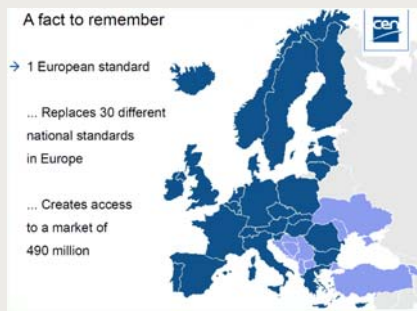 A fact to remember
cen
→ 1 European standard
... Replaces 30 different
national standards
in Europe
... Creates access
to a market of
490 million